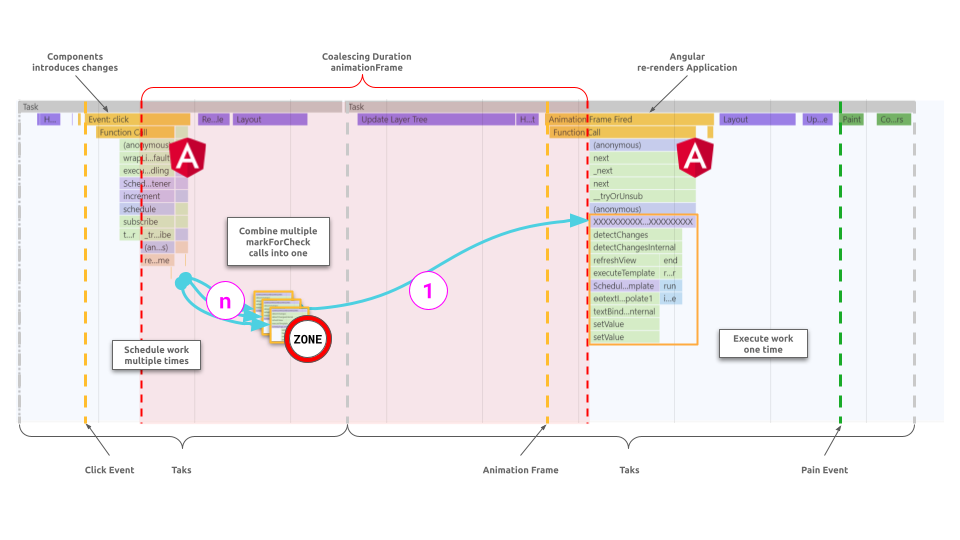 Components
introduces changes
Coalescing Duration
animationFrame
Angular
re-renders Application
Task
Task
H...
Event: click
Re...le
Layout
Update Layer Tree
H...t
Animation Frame Fired
Layout
Up...e
Paint
Co...rs
Function Call
Function Call
(anonymous)
wrapLi...fault
execu...dling
Sched...tener
increment
schedule
subscribe
t...r
_tr...ibe
(an...s)
re...me
A
Combine multiple
markForCheck
calls into one
n
1
ZONE
Schedule work
multiple times
(anonymous)
next
_next
next
__tryOrUnsub
(anonymous)
XXXXXXXXXX...XXXXXXXXX
detectChanges
detectChangesInternal
refreshView
end
executeTemplate
r...r
Schedul...mplate
run
ɵɵtextI...polate1
i...e
textBind...nternal
setValue
setValue
A
Execute work
one time
Click Event
Taks
Animation Frame
Taks
Pain Event